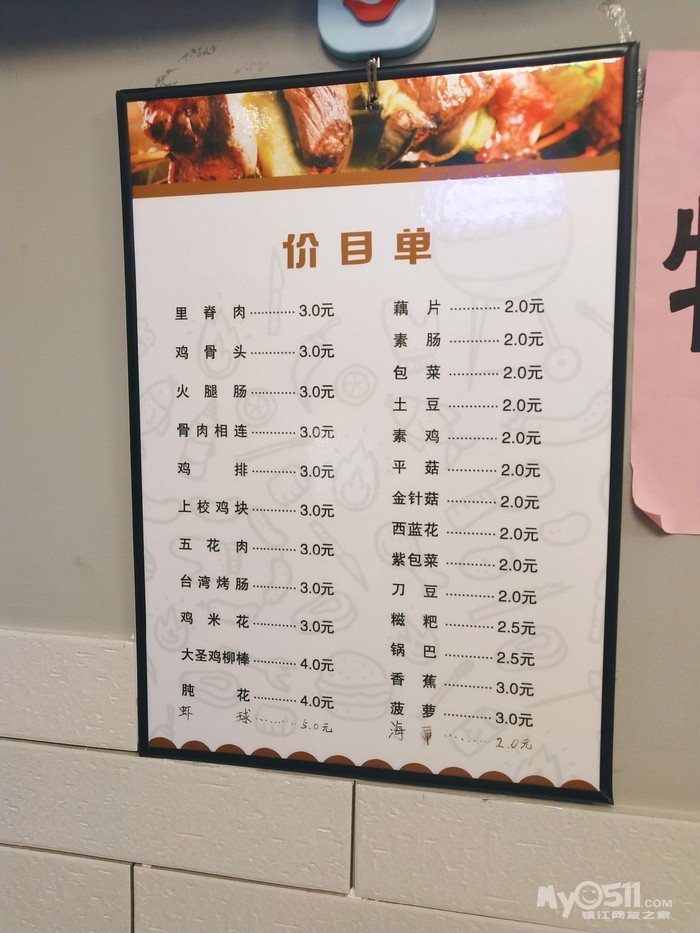 价目单
里脊肉············3.0元
鸡骨头············3.0元
火腿肠············3.0元
骨肉相连············3.0元
鸡排············3.0元
上校鸡块············3.0元
五花肉············3.0元
台湾烤肠············3.0元
鸡米花············3.0元
大圣鸡柳棒············4.0元
肫花············4.0元
虾球············5.0元
藕片············2.0元
素肠············2.0元
包菜············2.0元
土豆············2.0元
素鸡············2.0元
平菇············2.0元
金针菇············2.0元
西蓝花············2.0元
紫包菜············2.0元
刀豆············2.0元
糍粑············2.5元
锅巴············2.5元
香蕉············3.0元
菠萝············3.0元
海············2.0元
My0511.COM
镇江网友之家